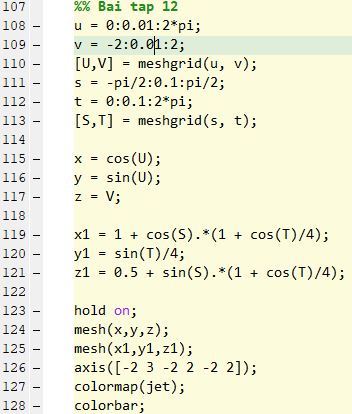 107 %% Bai tap 12
108 – u = 0:0.01:2*pi;
109 – v = -2:0.01:2;
110 – [U,V] = meshgrid(u, v);
111 – s = -pi/2:0.1:pi/2;
112 – t = 0:0.1:2*pi;
113 – [S,T] = meshgrid(s, t);
114
115 – x = cos(U);
116 – y = sin(U);
117 – z = V;
118
119 – x1 = 1 + cos(S).*(1 + cos(T)/4);
120 – y1 = sin(T)/4;
121 – z1 = 0.5 + sin(S).*(1 + cos(T)/4);
122
123 – hold on;
124 – mesh(x,y,z);
125 – mesh(x1,y1,z1);
126 – axis([-2 3 -2 2 -2 2]);
127 – colormap(jet);
128 – colorbar;